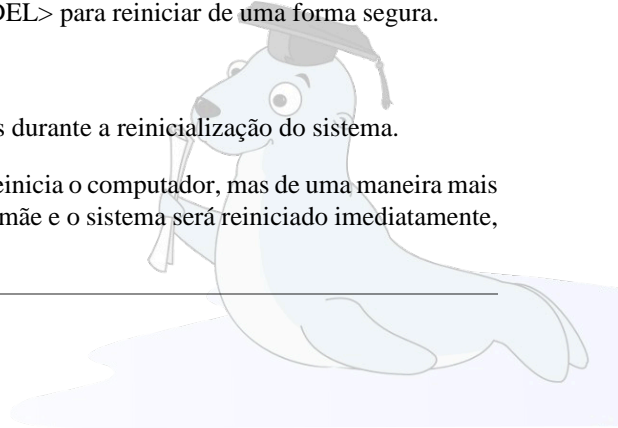 DEL> para reiniciar de uma forma segura.
s durante a reinicialização do sistema.
einicia o computador, mas de uma maneira mais
mãe e o sistema será reiniciado imediatamente,